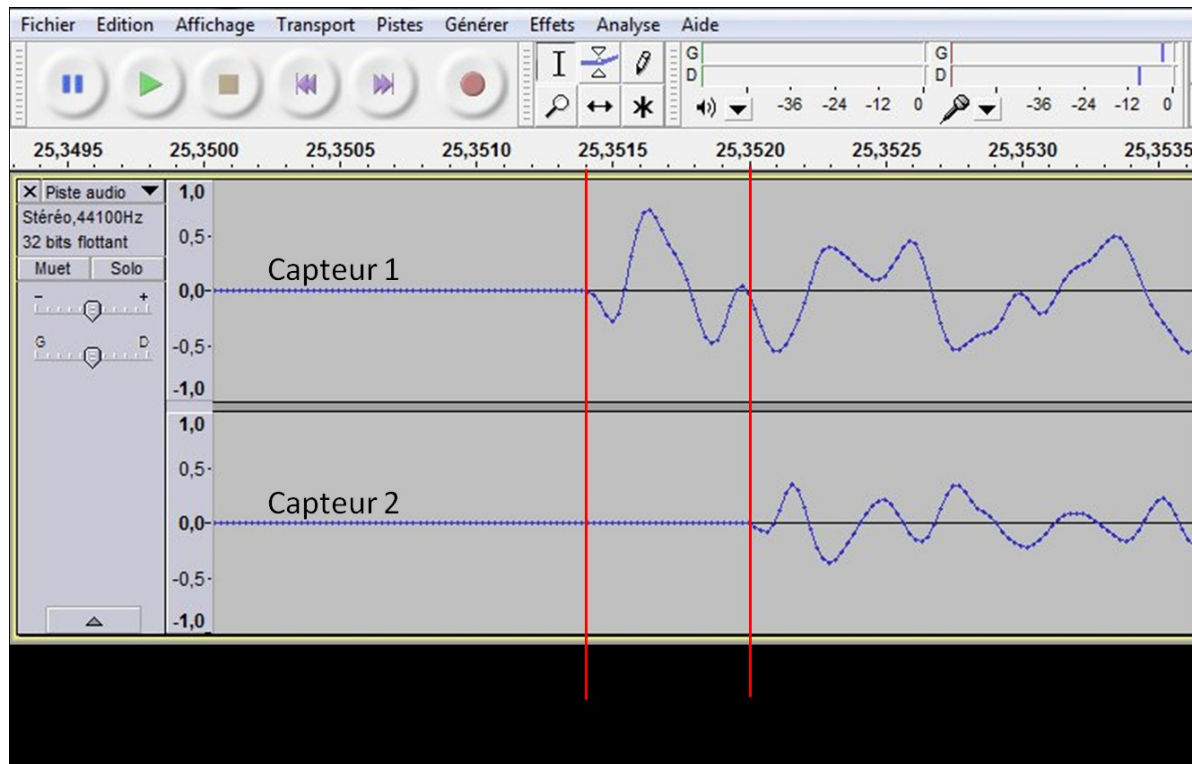 Fichier Edition Affichage Transport Pistes Générer Effets Analyse Aide
G G
D D
-36 -24 -12 0 -36 -24 -12 0
25,3495 25,3500 25,3505 25,3510 25,3515 25,3520 25,3525 25,3530 25,3535
X Piste audio 1,0
Stéréo,44100Hz
32 bits flottant 0,5
Muet Solo
Capteur 1
- + 0,0
G D -0,5
-1,0
1,0
0,5
Capteur 2
0,0
-0,5
-1,0